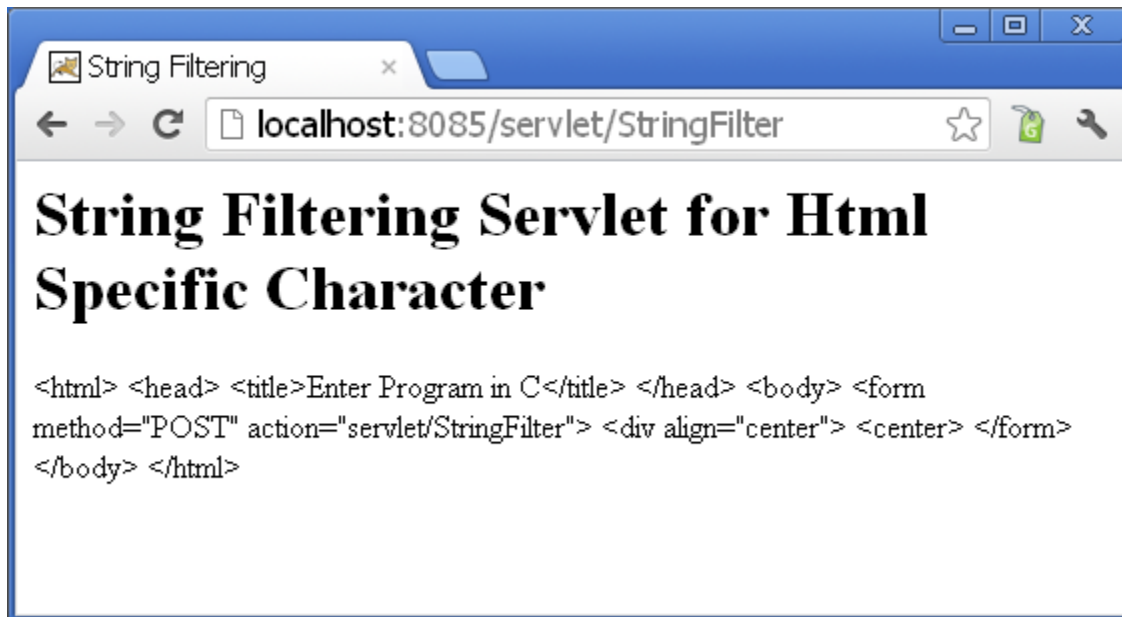 String Filtering
localhost:8085/servlet/StringFilter
String Filtering Servlet for Html
Specific Character
<html> <head> <title>Enter Program in C</title> </head> <body> <form
method="POST" action="servlet/StringFilter"> <div align="center"> <center> </form>
</body> </html>